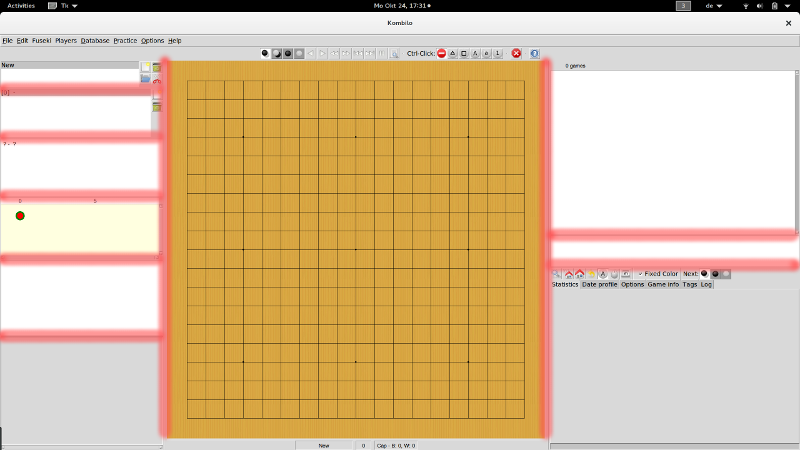 Activities Tk Mo Okt 24, 17:31 3 de
Kombilo
File Edit Fuseki Players Database Practice Options Help
New
Ctrl-Click: A a 1
0 games
[0] -
? - ?
0 5
Fixed Color Next:
Statistics Date profile Options Game info Tags Log
New 0 Cap - B: 0, W: 0